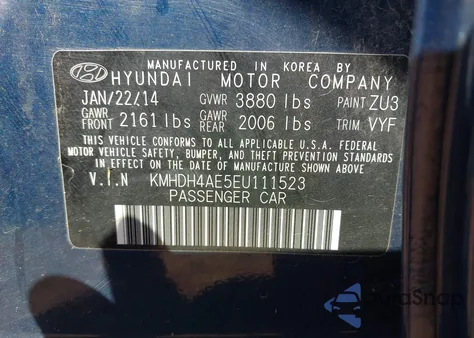 MANUFACTURED IN KOREA BY
HYUNDAI MOTOR COMPANY
JAN/22/14 GVWR 3880 lbs PAINT ZU3
GAWR FRONT 2161 lbs GAWR REAR 2006 lbs TRIM VYF
THIS VEHICLE CONFORMS TO ALL APPLICABLE U.S.A. FEDERAL
MOTOR VEHICLE SAFETY, BUMPER, AND THEFT PREVENTION STANDARDS
IN EFFECT ON THE DATE OF MANUFACTURE SHOWN ABOVE.
V.I.N KMHDH4AE5EU111523
PASSENGER CAR